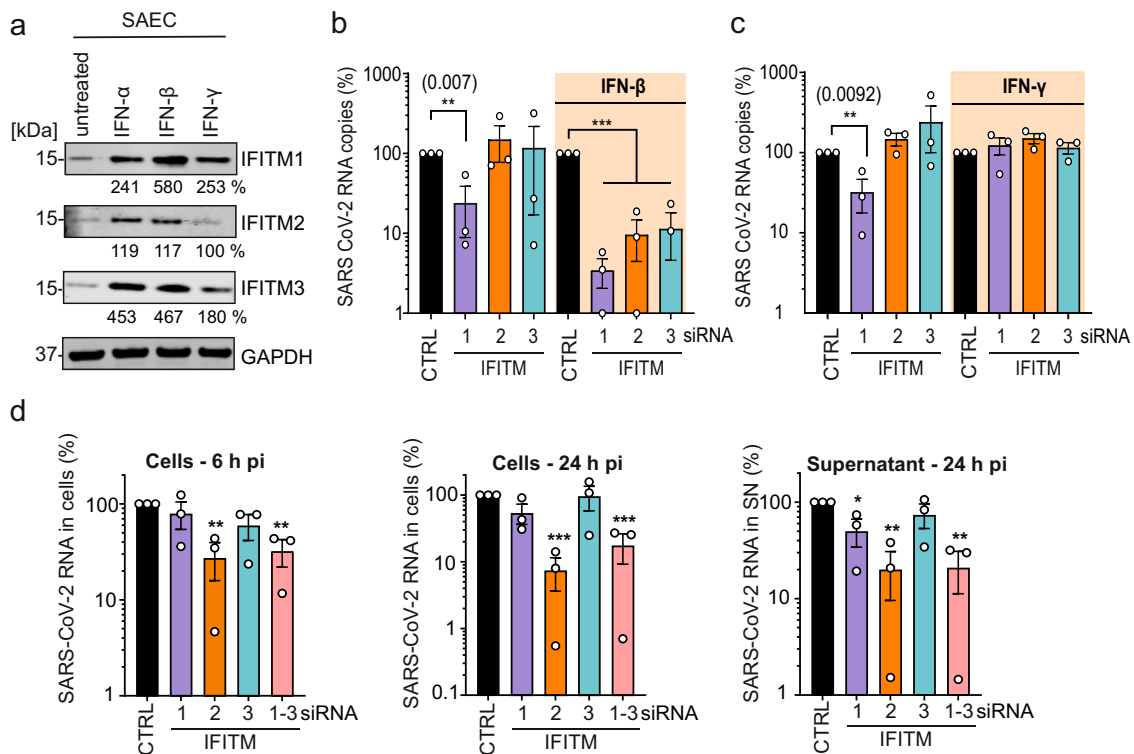 a
SAEC
[kDa]
untreated
IFN-α
IFN-β
IFN-γ
15-
IFITM1
241 580 253 %
15-
IFITM2
119 117 100 %
15-
IFITM3
453 467 180 %
37-
GAPDH
b
SARS CoV-2 RNA copies (%)
1000
100
10
1
(0.007)
**
IFN-β
***
CTRL 1 2 3 CTRL 1 2 3 siRNA
IFITM IFITM
c
SARS CoV-2 RNA copies (%)
1000
100
10
1
(0.0092)
**
IFN-γ
CTRL 1 2 3 CTRL 1 2 3 siRNA
IFITM IFITM
d
Cells - 6 h pi
SARS-CoV-2 RNA in cells (%)
100
10
1
** **
CTRL 1 2 3 1-3 siRNA
IFITM
Cells - 24 h pi
SARS-CoV-2 RNA in cells (%)
100
10
1
0.1
*** ***
CTRL 1 2 3 1-3 siRNA
IFITM
Supernatant - 24 h pi
SARS-CoV-2 RNA in SN (%)
100
10
1
* ** **
CTRL 1 2 3 1-3 siRNA
IFITM